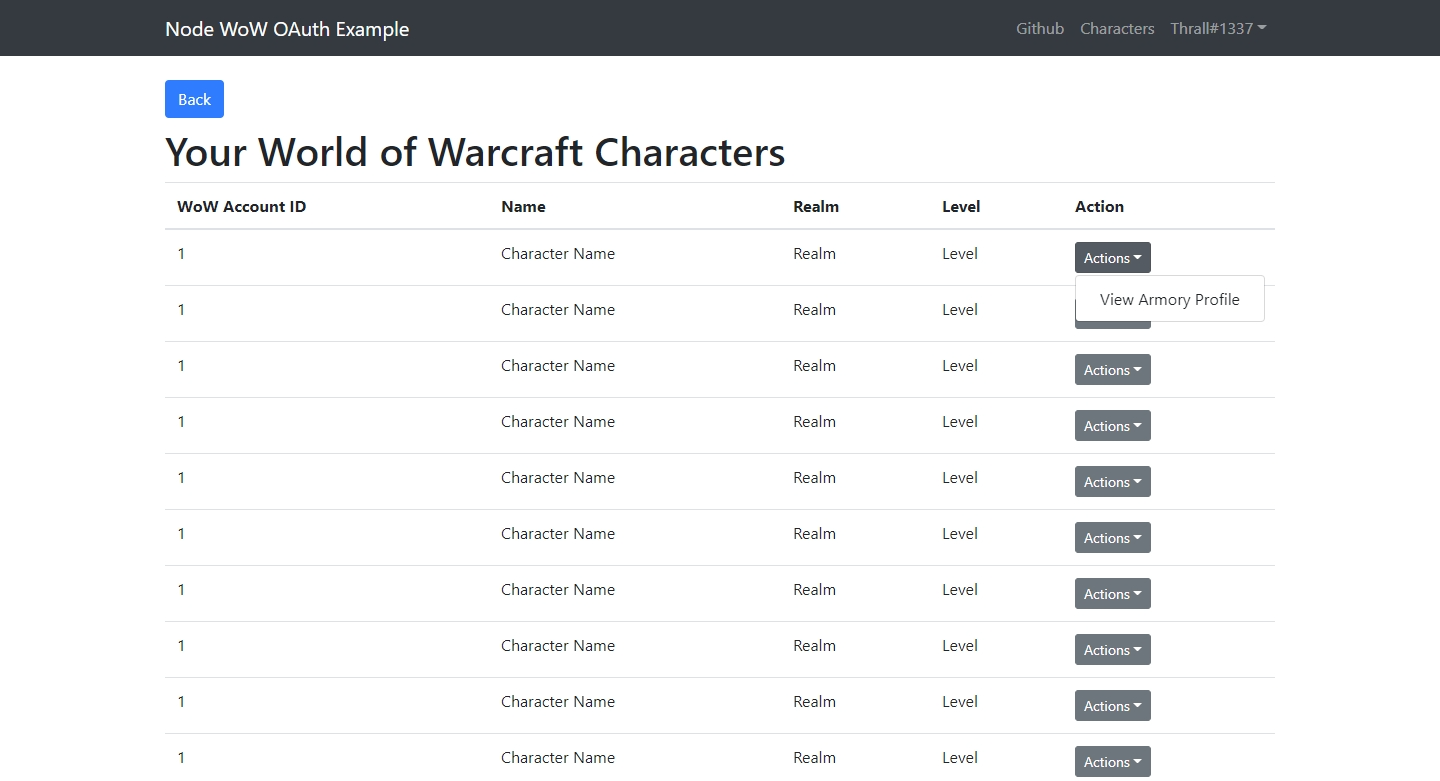 Node WoW OAuth Example Github Characters Thrall#1337
Back
Your World of Warcraft Characters
WoW Account ID Name Realm Level Action
1 Character Name Realm Level Actions
View Armory Profile
1 Character Name Realm Level
1 Character Name Realm Level Actions
1 Character Name Realm Level Actions
1 Character Name Realm Level Actions
1 Character Name Realm Level Actions
1 Character Name Realm Level Actions
1 Character Name Realm Level Actions
1 Character Name Realm Level Actions
1 Character Name Realm Level Actions